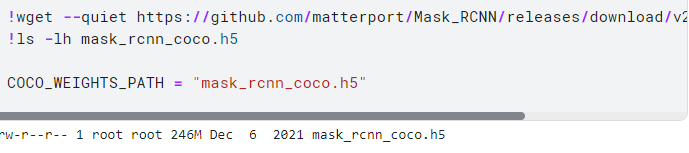 !wget --quiet https://github.com/matterport/Mask_RCNN/releases/download/v2
!ls -lh mask_rcnn_coco.h5
COCO_WEIGHTS_PATH = "mask_rcnn_coco.h5"
rw-r--r-- 1 root root 246M Dec  6  2021 mask_rcnn_coco.h5